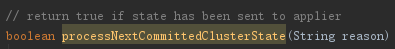 // return true if state has been sent to applier
boolean processNextCommittedClusterState(String reason)